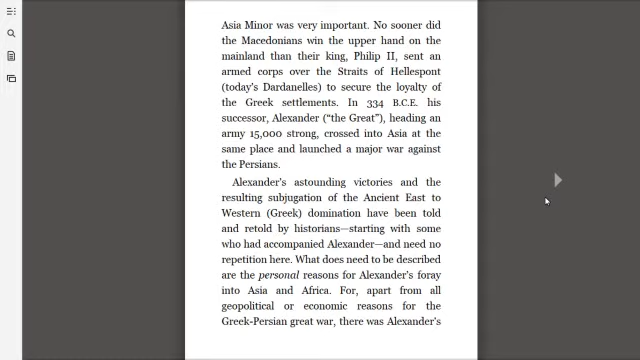 Asia Minor was very important. No sooner did
the Macedonians win the upper hand on the
mainland than their king, Philip II, sent an
armed corps over the Straits of Hellespont
(today's Dardanelles) to secure the loyalty of
the Greek settlements. In 334 B.C.E. his
successor, Alexander (“the Great”), heading an
army 15,000 strong, crossed into Asia at the
same place and launched a major war against
the Persians.
Alexander's astounding victories and the
resulting subjugation of the Ancient East to
Western (Greek) domination have been told
and retold by historians—starting with some
who had accompanied Alexander—and need no
repetition here. What does need to be described
are the personal reasons for Alexander's foray
into Asia and Africa. For, apart from all
geopolitical or economic reasons for the
Greek-Persian great war, there was Alexander's